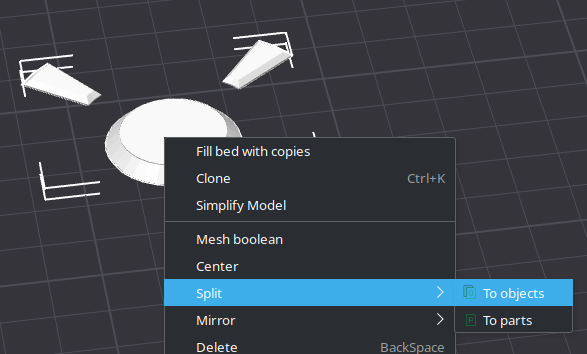 Fill bed with copies
Clone Ctrl+K
Simplify Model
Mesh boolean
Center
Split To objects
Mirror To parts
Delete BackSpace